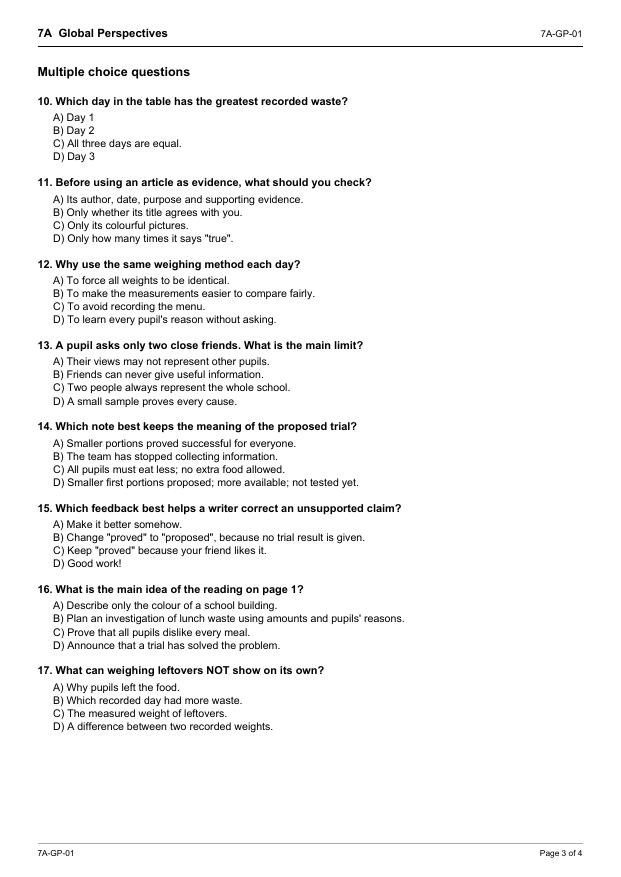 7A Global Perspectives
7A-GP-01
Multiple choice questions
10. Which day in the table has the greatest recorded waste?
A) Day 1
B) Day 2
C) All three days are equal.
D) Day 3
11. Before using an article as evidence, what should you check?
A) Its author, date, purpose and supporting evidence.
B) Only whether its title agrees with you.
C) Only its colourful pictures.
D) Only how many times it says "true".
12. Why use the same weighing method each day?
A) To force all weights to be identical.
B) To make the measurements easier to compare fairly.
C) To avoid recording the menu.
D) To learn every pupil's reason without asking.
13. A pupil asks only two close friends. What is the main limit?
A) Their views may not represent other pupils.
B) Friends can never give useful information.
C) Two people always represent the whole school.
D) A small sample proves every cause.
14. Which note best keeps the meaning of the proposed trial?
A) Smaller portions proved successful for everyone.
B) The team has stopped collecting information.
C) All pupils must eat less; no extra food allowed.
D) Smaller first portions proposed; more available; not tested yet.
15. Which feedback best helps a writer correct an unsupported claim?
A) Make it better somehow.
B) Change "proved" to "proposed", because no trial result is given.
C) Keep "proved" because your friend likes it.
D) Good work!
16. What is the main idea of the reading on page 1?
A) Describe only the colour of a school building.
B) Plan an investigation of lunch waste using amounts and pupils' reasons.
C) Prove that all pupils dislike every meal.
D) Announce that a trial has solved the problem.
17. What can weighing leftovers NOT show on its own?
A) Why pupils left the food.
B) Which recorded day had more waste.
C) The measured weight of leftovers.
D) A difference between two recorded weights.
7A-GP-01
Page 3 of 4